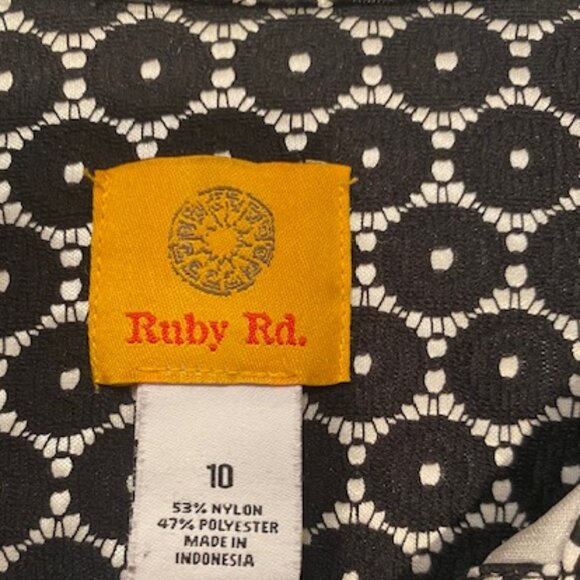 Ruby Rd.
10
53% NYLON
47% POLYESTER
MADE IN
INDONESIA